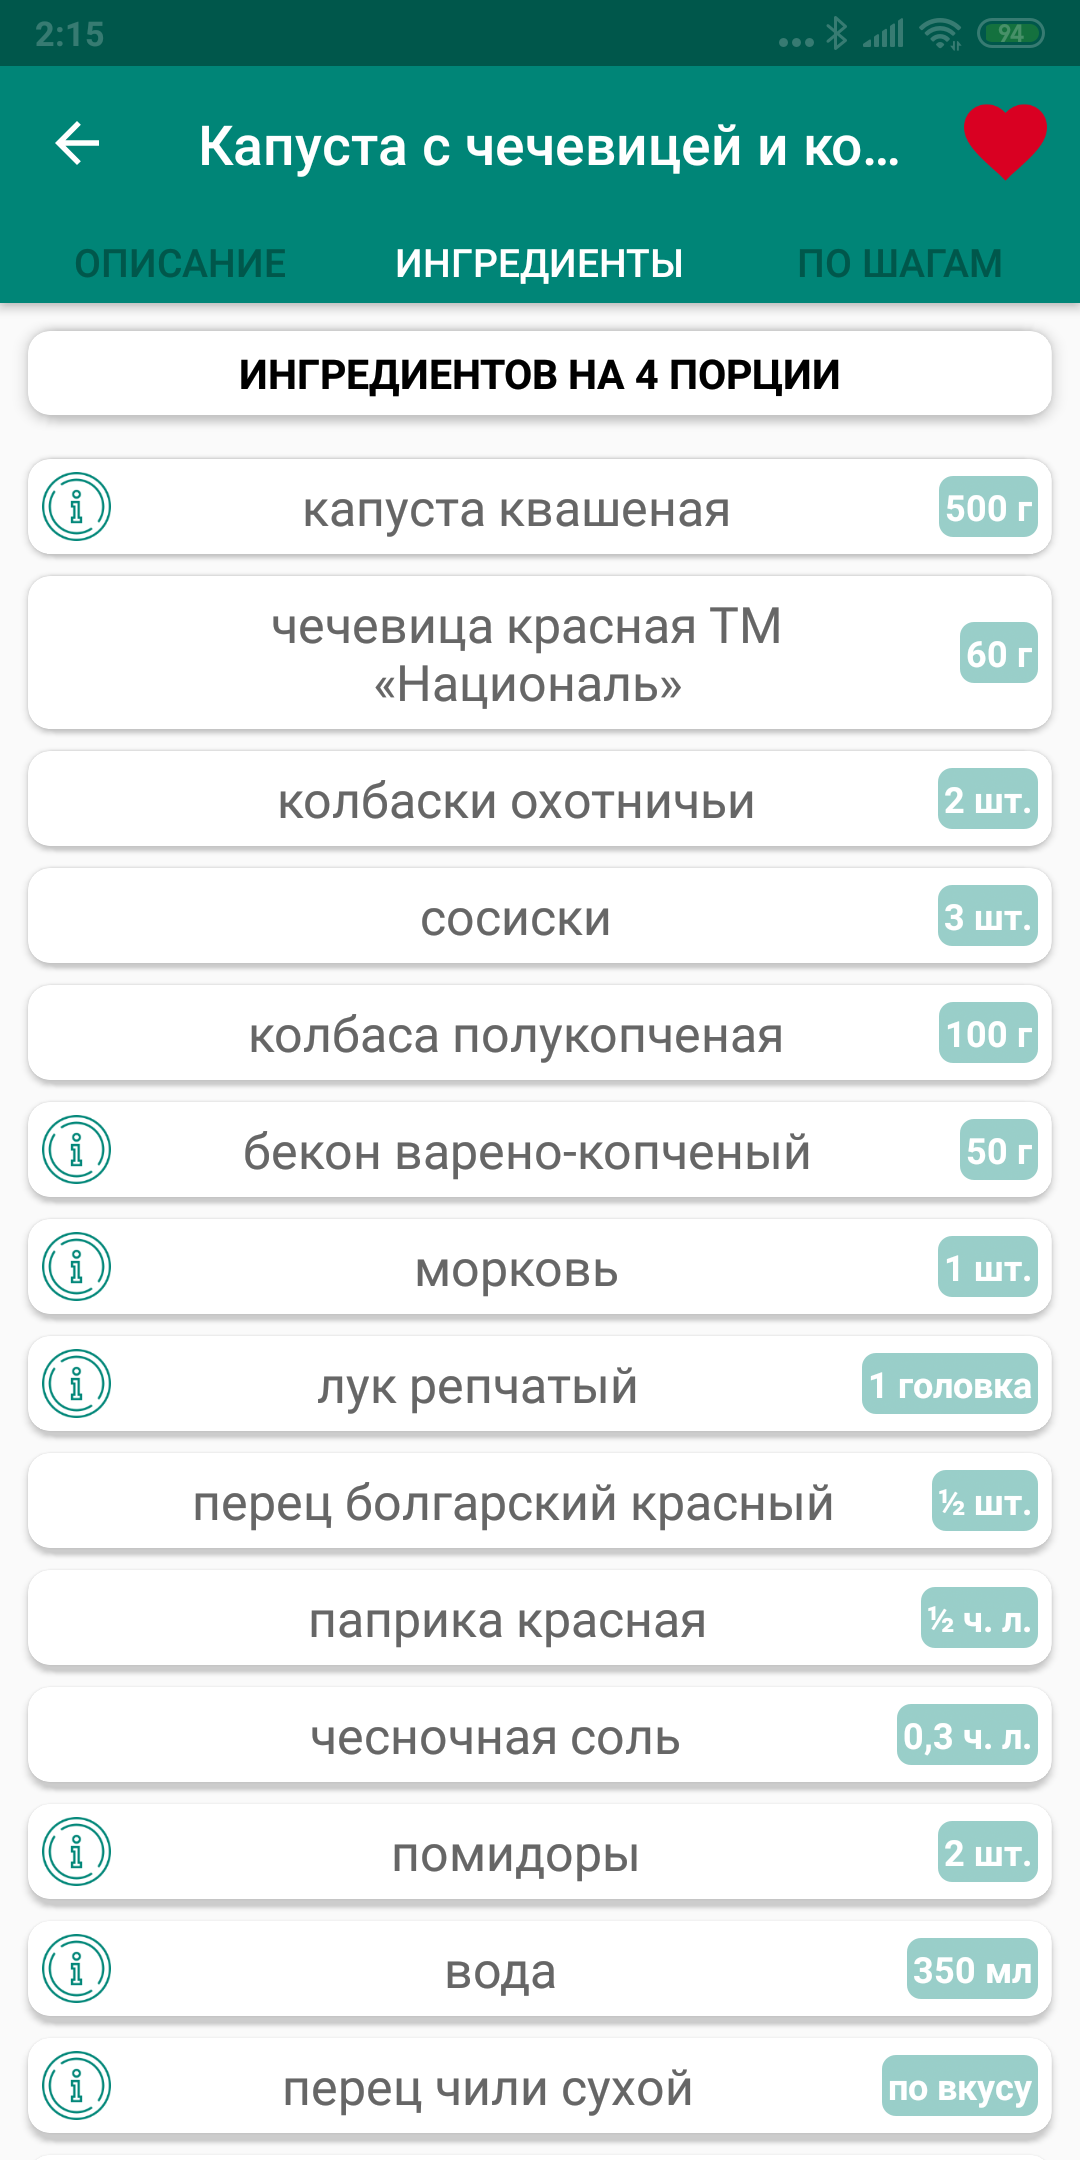 2:15
94
Капуста с чечевицей и ко...
ОПИСАНИЕ
ИНГРЕДИЕНТЫ
ПО ШАГАМ
ИНГРЕДИЕНТОВ НА 4 ПОРЦИИ
капуста квашеная 500 г
чечевица красная ТМ
«Националь» 60 г
колбаски охотничьи 2 шт.
сосиски 3 шт.
колбаса полукопченая 100 г
бекон варено-копченый 50 г
морковь 1 шт.
лук репчатый 1 головка
перец болгарский красный ½ шт.
паприка красная ½ ч. л.
чесночная соль 0,3 ч. л.
помидоры 2 шт.
вода 350 мл
перец чили сухой по вкусу